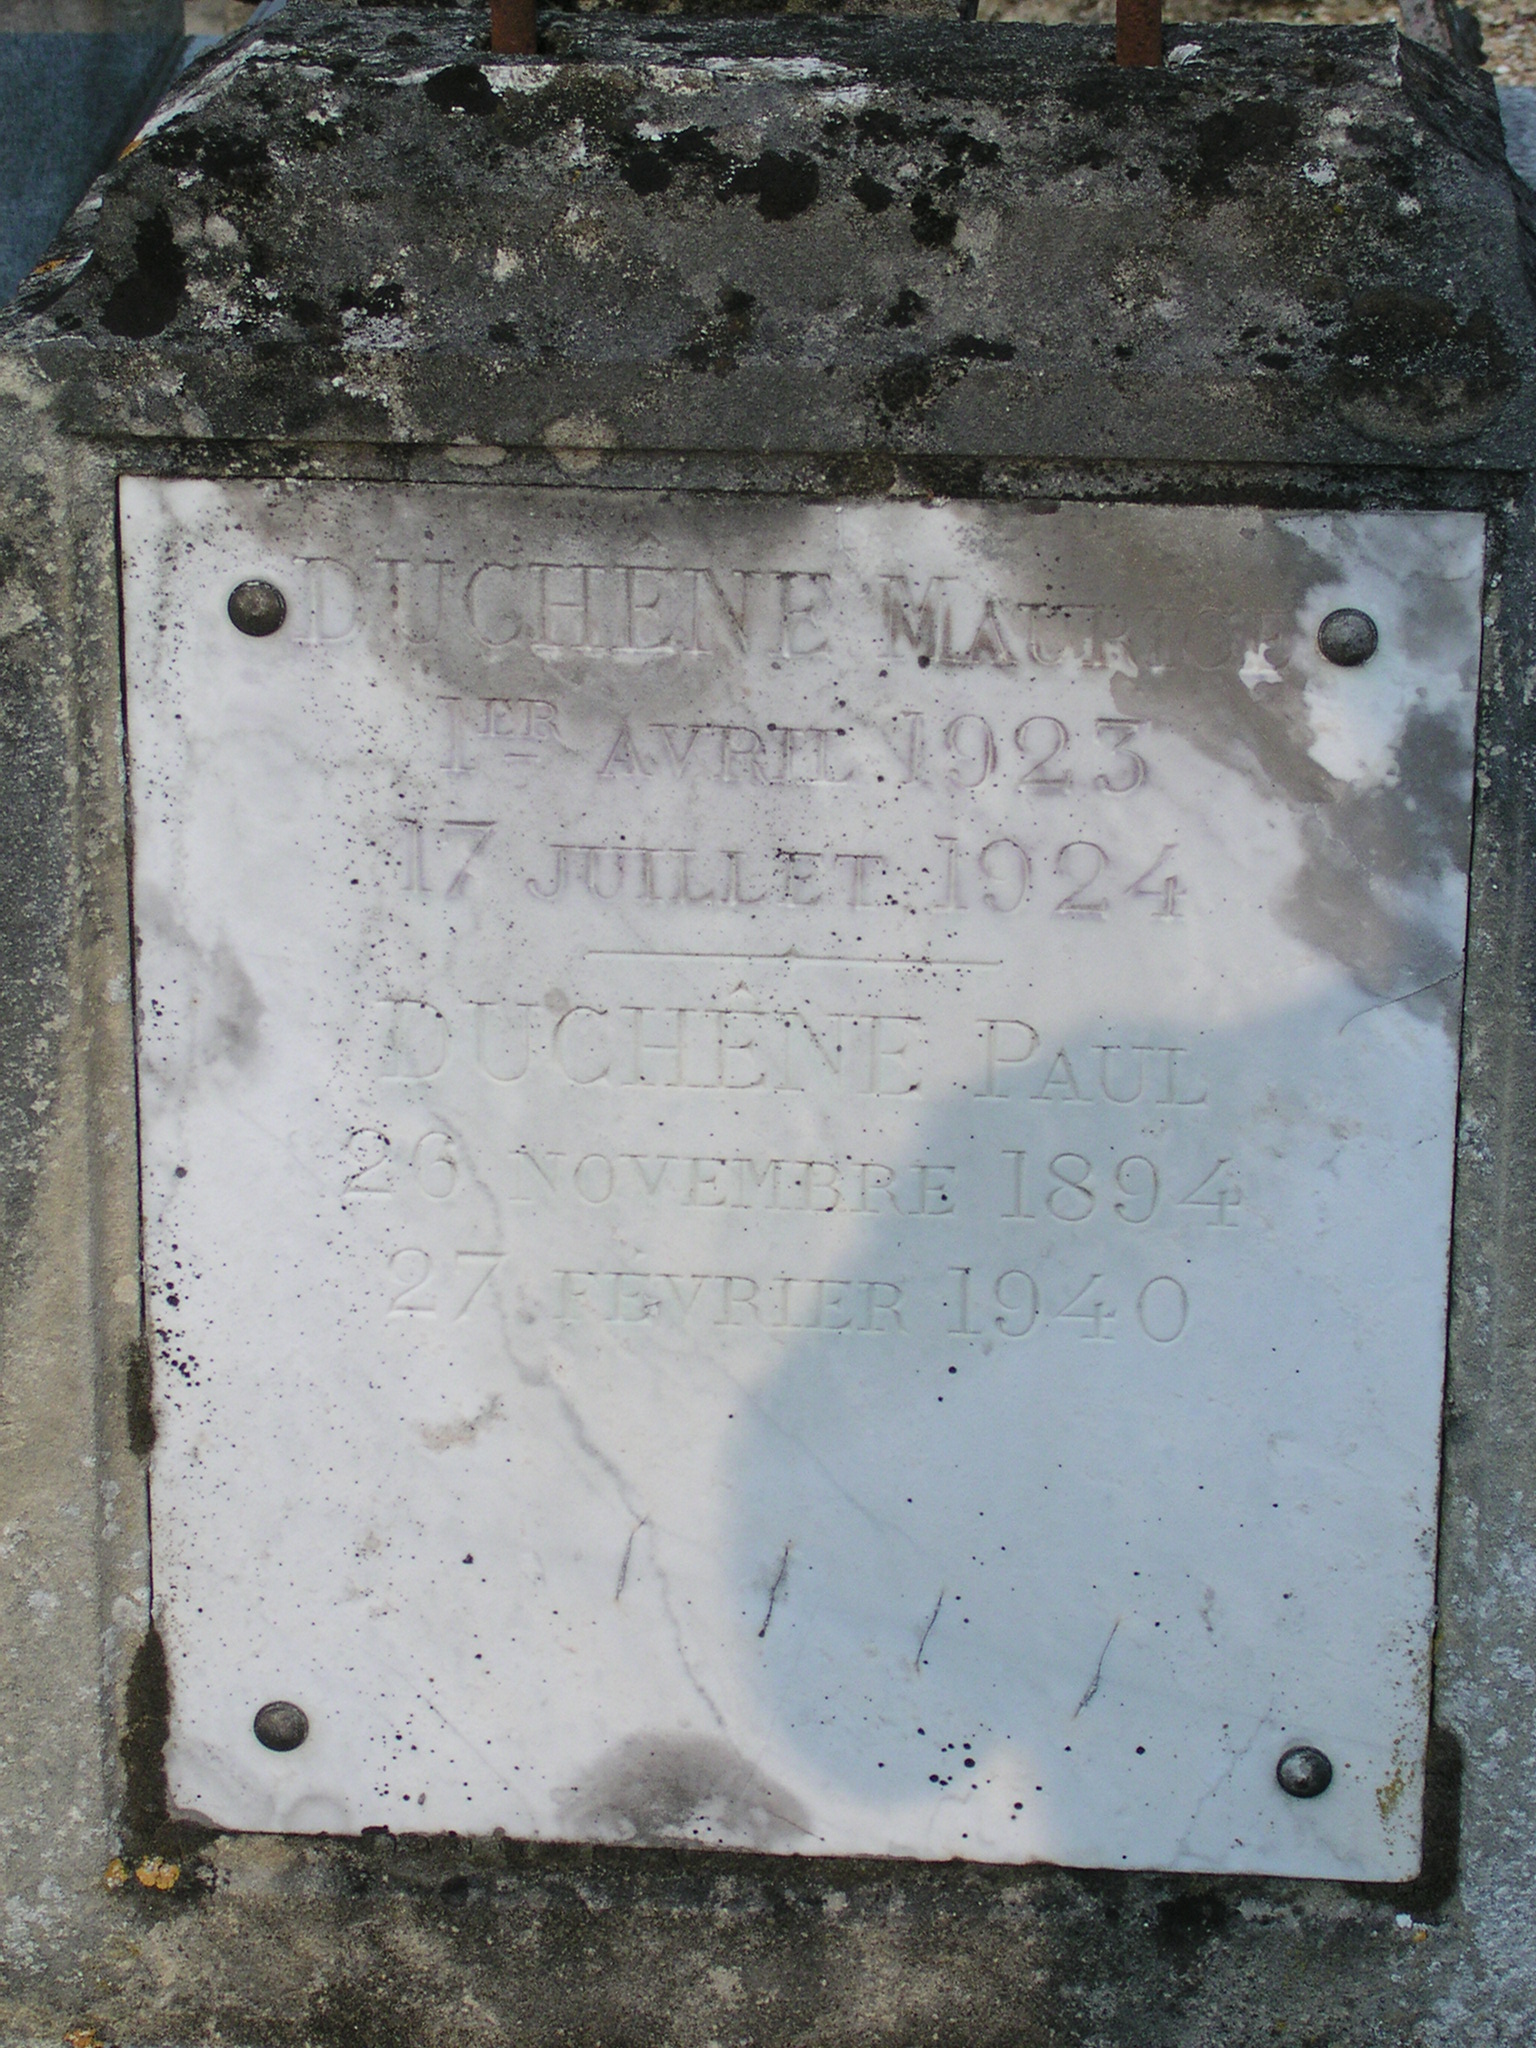 DUCHÊNE MAURICE
1ER AVRIL 1923
17 JUILLET 1924
DUCHÊNE PAUL
26 NOVEMBRE 1894
27 FÉVRIER 1940